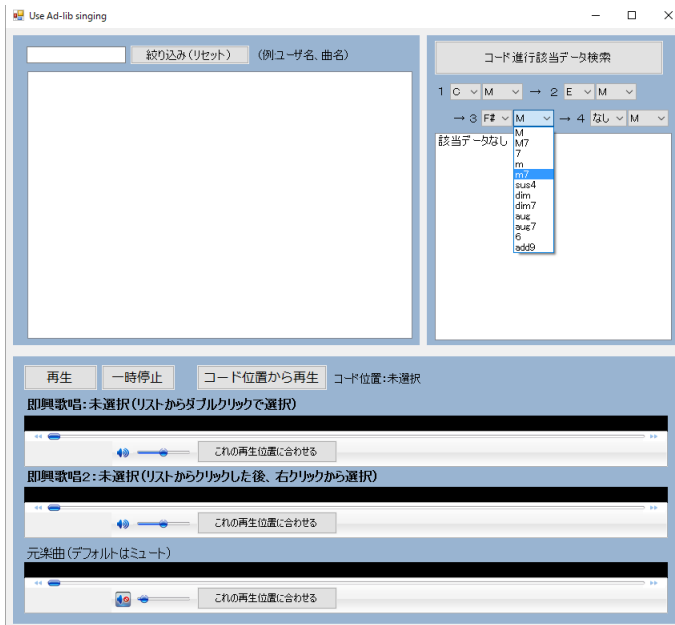 Use Ad-lib singing
絞り込み(リセット) (例:ユーザ名、曲名)
コード進行該当データ検索
1 C M → 2 E M
→ 3 F# M → 4 なし M
該当データなし
M
M7
7
m
m7
sus4
dim
dim7
aug
aug7
6
add9
再生 一時停止 コード位置から再生 コード位置:未選択
即興歌唱:未選択(リストからダブルクリックで選択)
これの再生位置に合わせる
即興歌唱2:未選択(リストからクリックした後、右クリックから選択)
これの再生位置に合わせる
元楽曲(デフォルトはミュート)
これの再生位置に合わせる